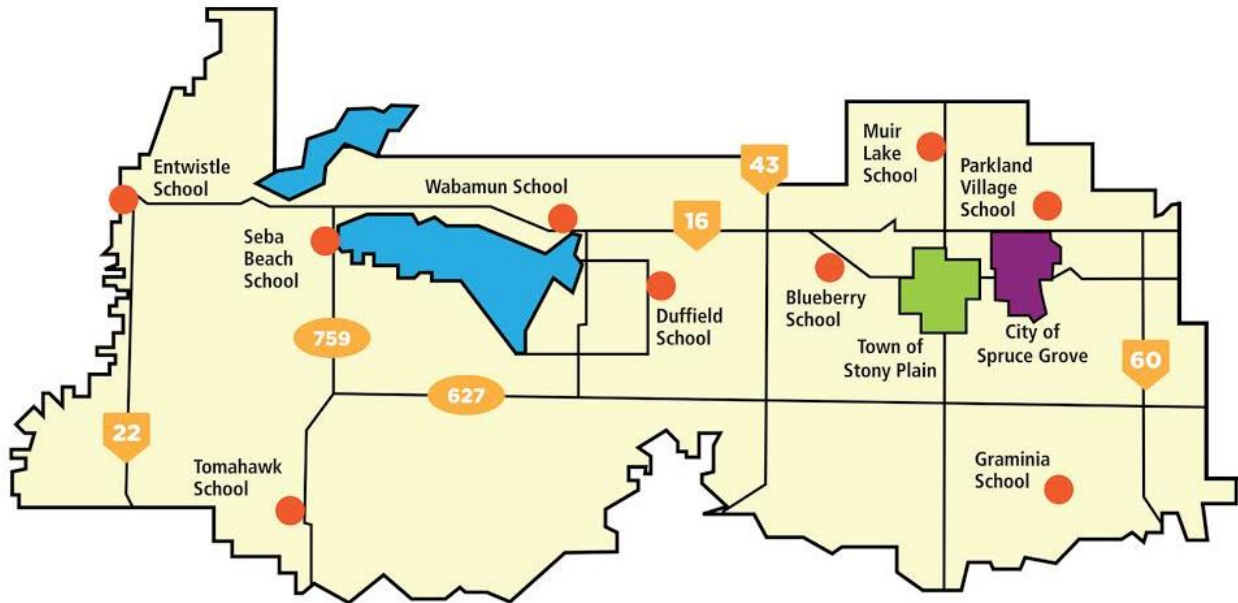 43
Muir
Lake
School
Parkland
Village
School
Entwistle
School
Wabamun School
16
Seba
Beach
School
Duffield
School
Blueberry
School
Town of
Stony Plain
City of
Spruce Grove
759
60
627
22
Tomahawk
School
Graminia
School